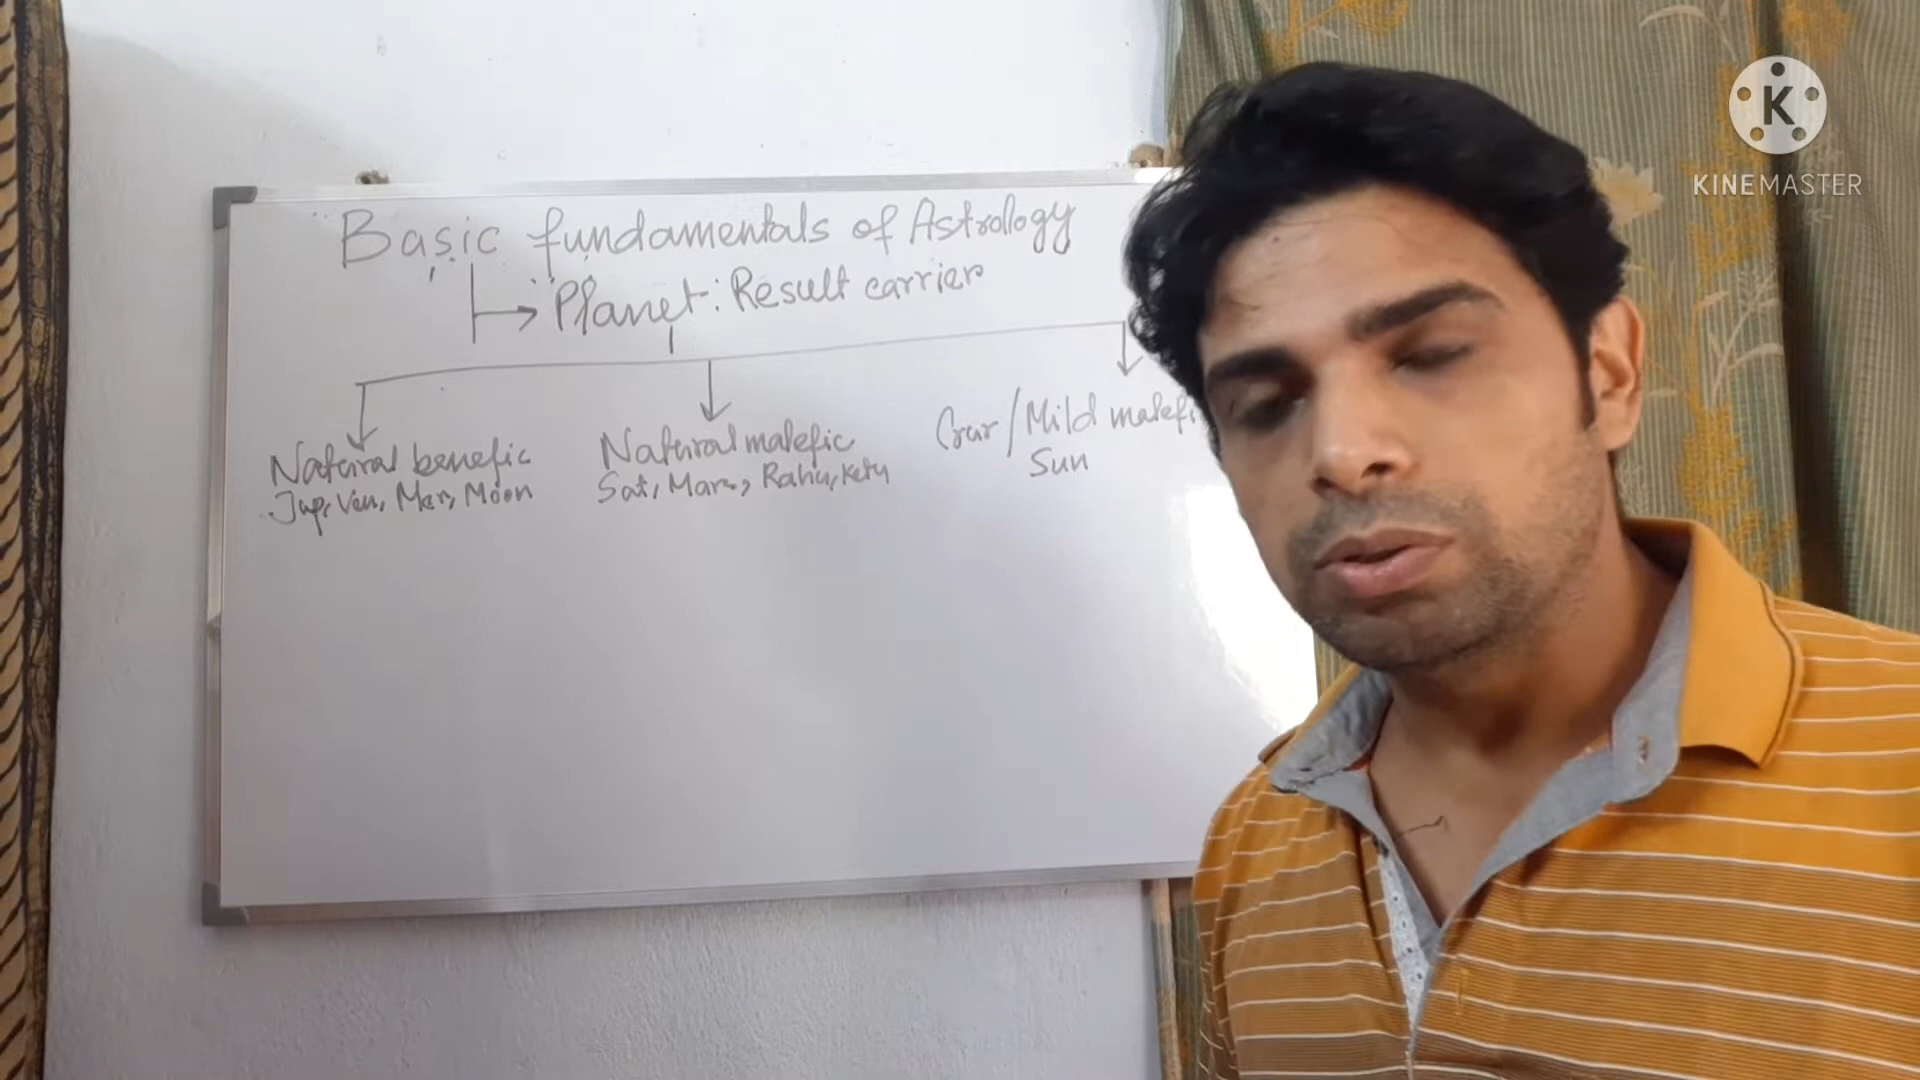 Basic fundamentals of Astrology
Planet: Result carrier
Natural benefic
Jup, Ven, Mer, Moon
Natural malefic
Sat, Mars, Rahu, Ketu
Crur / Mild malefi
Sun
K
KINEMASTER